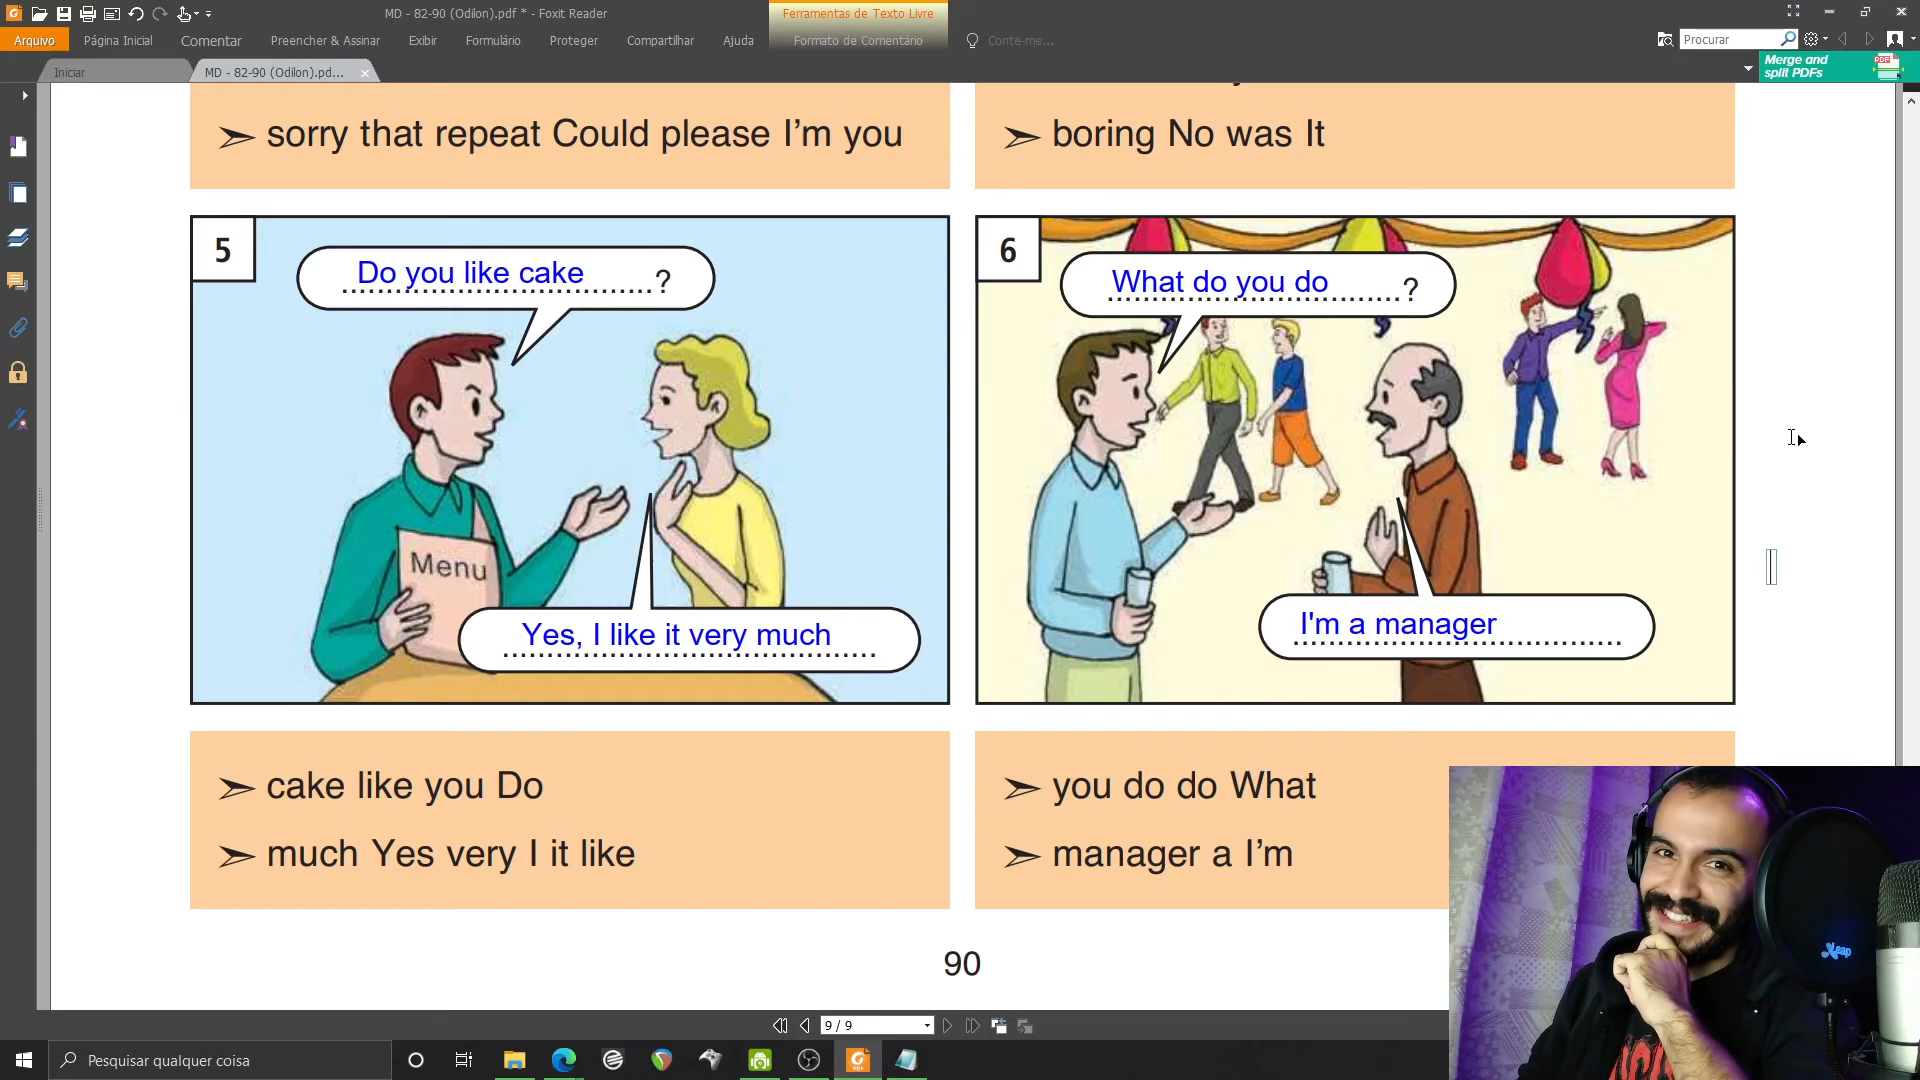 MD - 82-90 (Odilon).pdf * - Foxit Reader
Ferramentas de Texto Livre
Arquivo Página Inicial Comentar Preencher & Assinar Exibir Formulário Proteger Compartilhar Ajuda Formato de Comentário Conte-me... Procurar
Iniciar MD - 82-90 (Odilon).pd...
Merge and
split PDFs
PDF
➢ sorry that repeat Could please I'm you
➢ boring No was It
5
Do you like cake ?
Menu
Yes, I like it very much
6
What do you do ?
I'm a manager
➢ cake like you Do
➢ much Yes very I it like
➢ you do do What
➢ manager a I'm
90
9 / 9
Pesquisar qualquer coisa